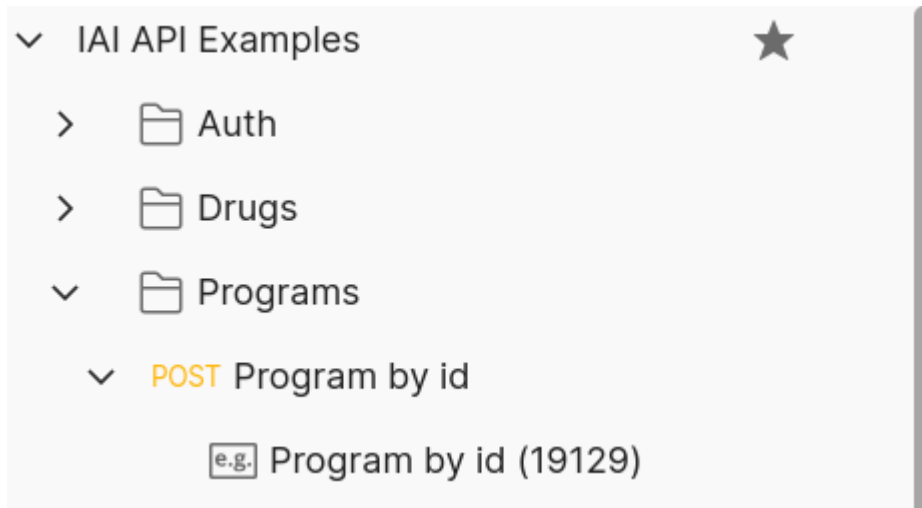 IAI API Examples
Auth
Drugs
Programs
POST Program by id
e.g. Program by id (19129)